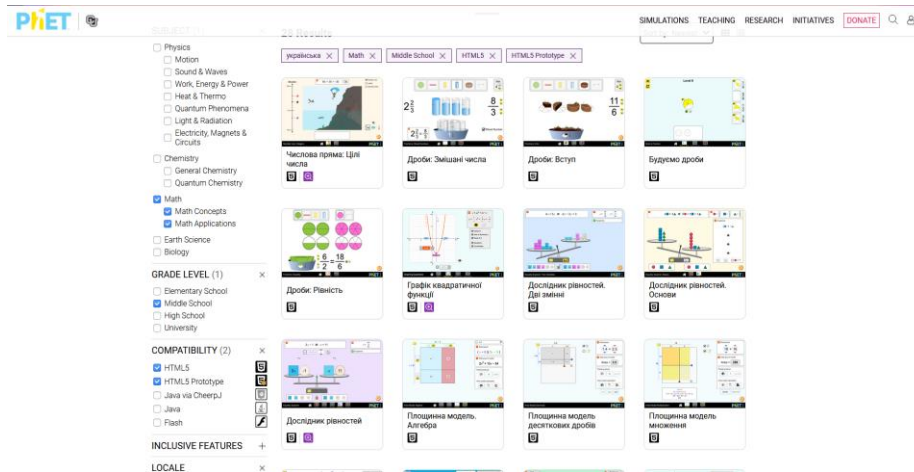 PhET
SIMULATIONS TEACHING RESEARCH INITIATIVES DONATE
Physics
Motion
Sound & Waves
Work, Energy & Power
Heat & Thermo
Quantum Phenomena
Light & Radiation
Electricity, Magnets &
Circuits
Chemistry
General Chemistry
Quantum Chemistry
Math
Math Concepts
Math Applications
Earth Science
Biology
GRADE LEVEL (1) ×
Elementary School
Middle School
High School
University
COMPATIBILITY (2) ×
HTML5
HTML5 Prototype
Java via CheerpJ
Java
Flash
INCLUSIVE FEATURES +
LOCALE ×
українська × Math × Middle School × HTML5 × HTML5 Prototype ×
Числова пряма: Цілі
числа
Дроби: Змішані числа
Дроби: Вступ
Будуємо дроби
Дроби: Рівність
Графік квадратичної
функції
Дослідник рівностей.
Дві змінні
Дослідник рівностей.
Основи
Дослідник рівностей
Площинна модель.
Алгебра
Площинна модель
десяткових дробів
Площинна модель
множення